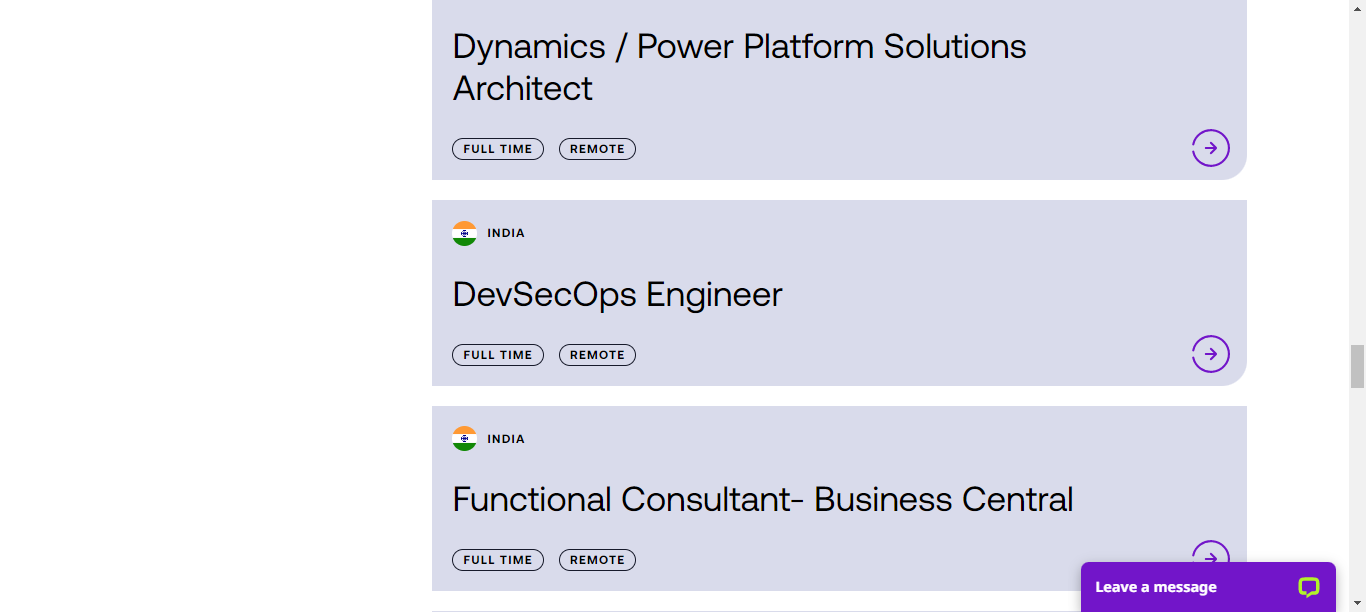 Dynamics / Power Platform Solutions
Architect
FULL TIME
REMOTE
INDIA
DevSecOps Engineer
FULL TIME
REMOTE
INDIA
Functional Consultant- Business Central
FULL TIME
REMOTE
Leave a message